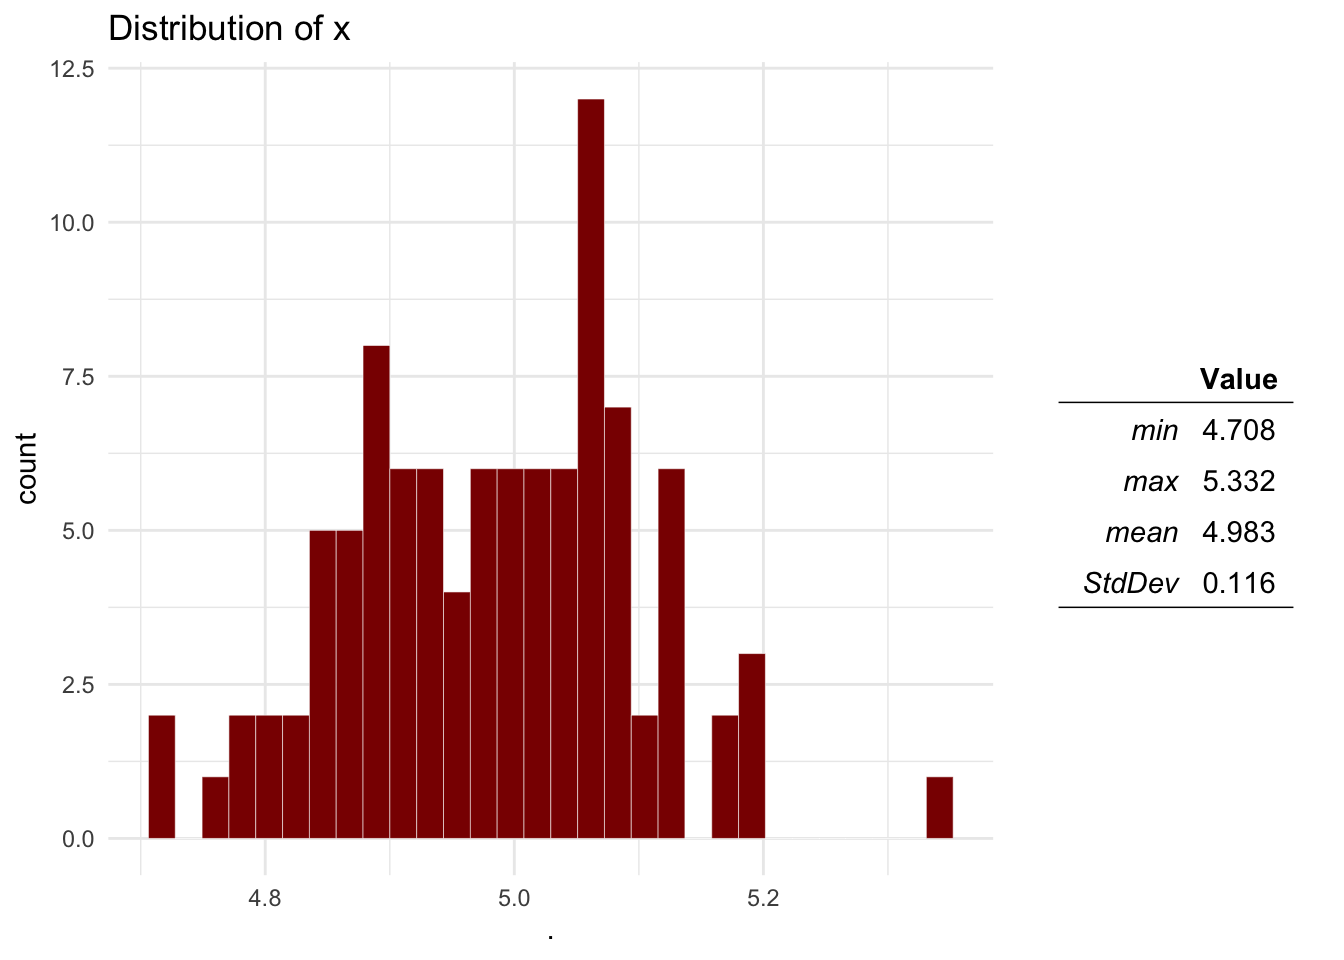 Distribution of x
12.5
10.0
7.5
5.0
2.5
0.0
count
4.8 5.0 5.2
.
Value
min 4.708
max 5.332
mean 4.983
StdDev 0.116